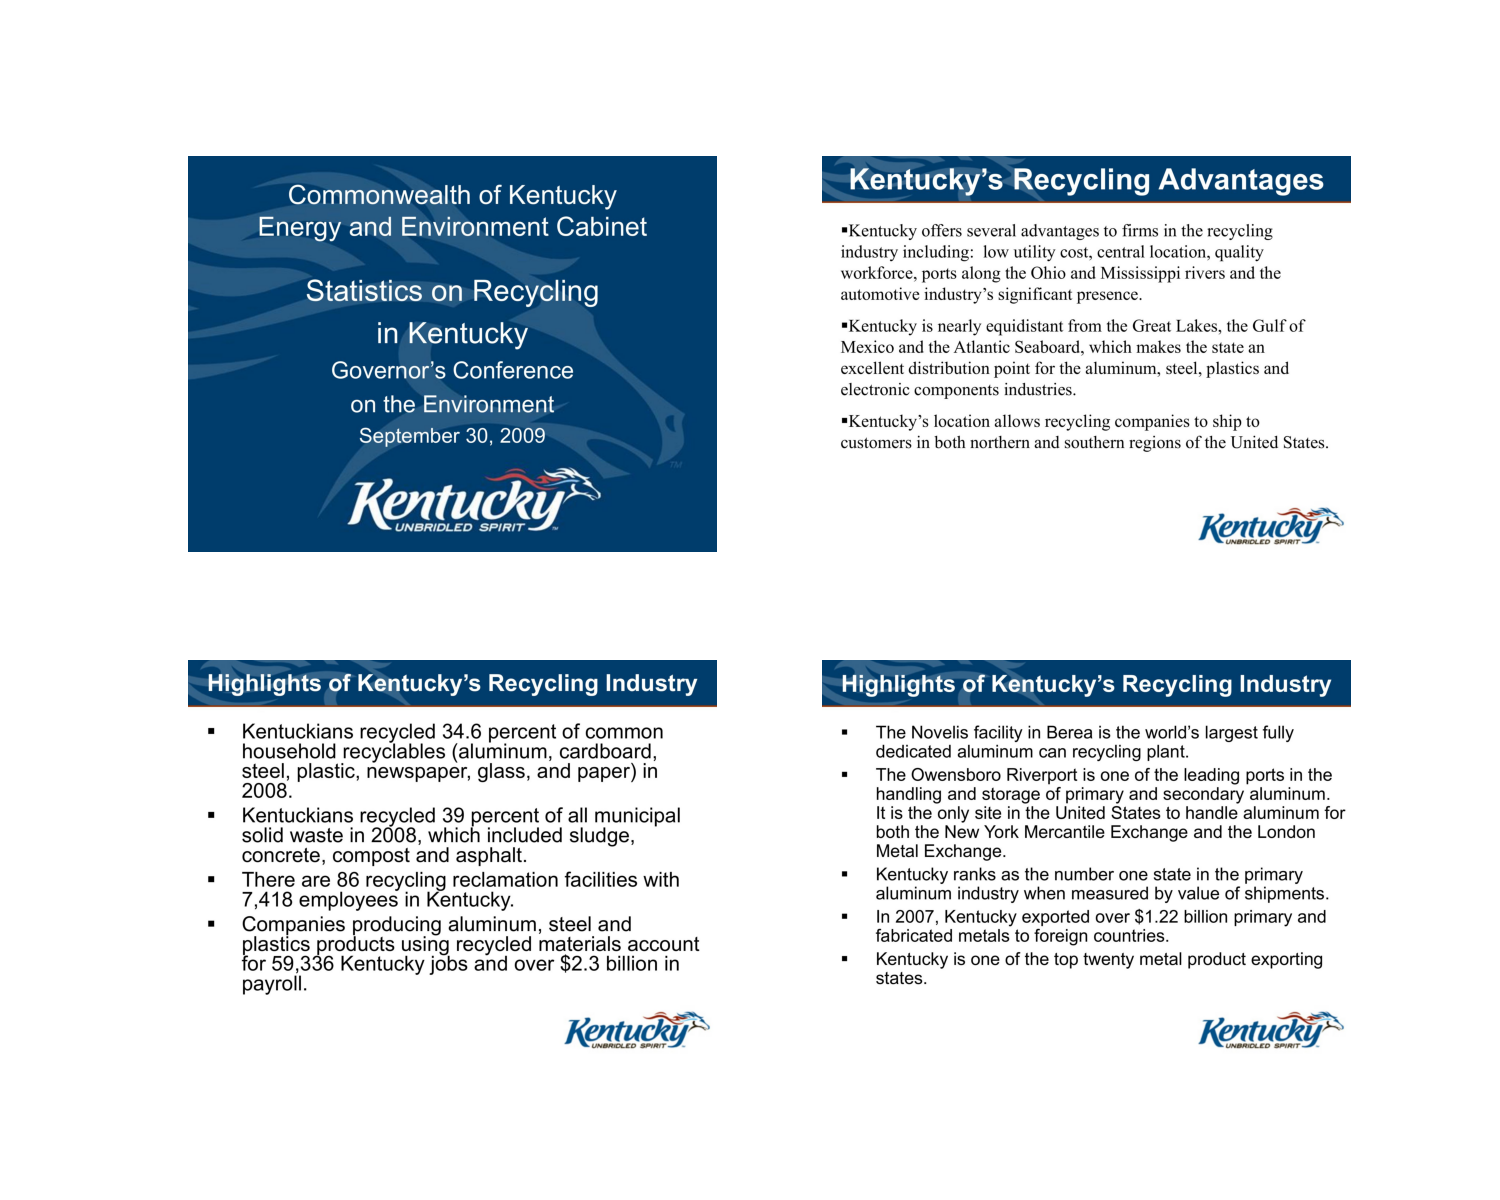 Commonwealth of Kentucky
Energy and Environment Cabinet
Statistics on Recycling
in Kentucky
Governor's Conference
on the Environment
September 30, 2009
TM
Kentucky
UNBRIDLED SPIRIT
Kentucky's Recycling Advantages
▪Kentucky offers several advantages to firms in the recycling
industry including:  low utility cost, central location, quality
workforce, ports along the Ohio and Mississippi rivers and the
automotive industry's significant presence.
▪Kentucky is nearly equidistant from the Great Lakes, the Gulf of
Mexico and the Atlantic Seaboard, which makes the state an
excellent distribution point for the aluminum, steel, plastics and
electronic components industries.
▪Kentucky's location allows recycling companies to ship to
customers in both northern and southern regions of the United States.
Kentucky
UNBRIDLED SPIRIT
Highlights of Kentucky's Recycling Industry
▪ Kentuckians recycled 34.6 percent of common
household recyclables (aluminum, cardboard,
steel, plastic, newspaper, glass, and paper) in
2008.
▪ Kentuckians recycled 39 percent of all municipal
solid waste in 2008, which included sludge,
concrete, compost and asphalt.
▪ There are 86 recycling reclamation facilities with
7,418 employees in Kentucky.
▪ Companies producing aluminum, steel and
plastics products using recycled materials account
for 59,336 Kentucky jobs and over $2.3 billion in
payroll.
Kentucky
UNBRIDLED SPIRIT
Highlights of Kentucky's Recycling Industry
▪ The Novelis facility in Berea is the world's largest fully
dedicated aluminum can recycling plant.
▪ The Owensboro Riverport is one of the leading ports in the
handling and storage of primary and secondary aluminum.
It is the only site in the United States to handle aluminum for
both the New York Mercantile Exchange and the London
Metal Exchange.
▪ Kentucky ranks as the number one state in the primary
aluminum industry when measured by value of shipments.
▪ In 2007, Kentucky exported over $1.22 billion primary and
fabricated metals to foreign countries.
▪ Kentucky is one of the top twenty metal product exporting
states.
Kentucky
UNBRIDLED SPIRIT